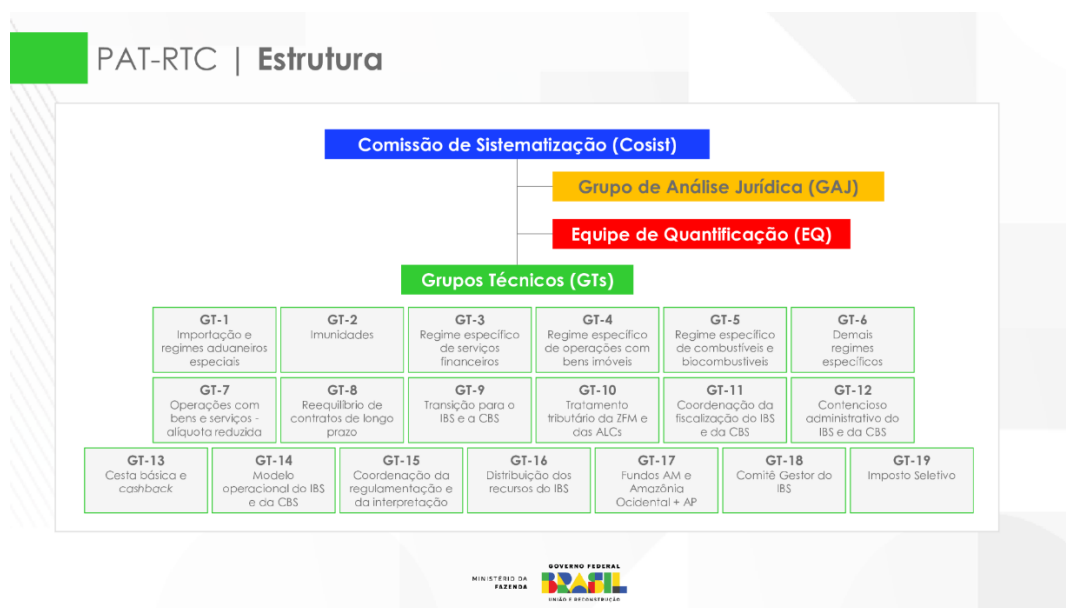 PAT-RTC | Estrutura
Comissão de Sistematização (Cosist)
Grupo de Análise Jurídica (GAJ)
Equipe de Quantificação (EQ)
Grupos Técnicos (GTs)
GT-1
Importação e
regimes aduaneiros
especiais
GT-2
Imunidades
GT-3
Regime específico
de serviços
financeiros
GT-4
Regime específico
de operações com
bens imóveis
GT-5
Regime específico
de combustíveis e
biocombustíveis
GT-6
Demais
regimes
específicos
GT-7
Operações com
bens e serviços -
alíquota reduzida
GT-8
Reequilíbrio de
contratos de longo
prazo
GT-9
Transição para o
IBS e a CBS
GT-10
Tratamento
tributário da ZFM e
das ALCs
GT-11
Coordenação da
fiscalização do IBS
e da CBS
GT-12
Contencioso
administrativo do
IBS e da CBS
GT-13
Cesta básica e
cashback
GT-14
Modelo
operacional do IBS
e da CBS
GT-15
Coordenação da
regulamentação e
da interpretação
GT-16
Distribuição dos
recursos do IBS
GT-17
Fundos AM e
Amazônia
Ocidental + AP
GT-18
Comitê Gestor do
IBS
GT-19
Imposto Seletivo
MINISTÉRIO DA
FAZENDA
GOVERNO FEDERAL
BRASIL
UNIÃO E RECONSTRUÇÃO